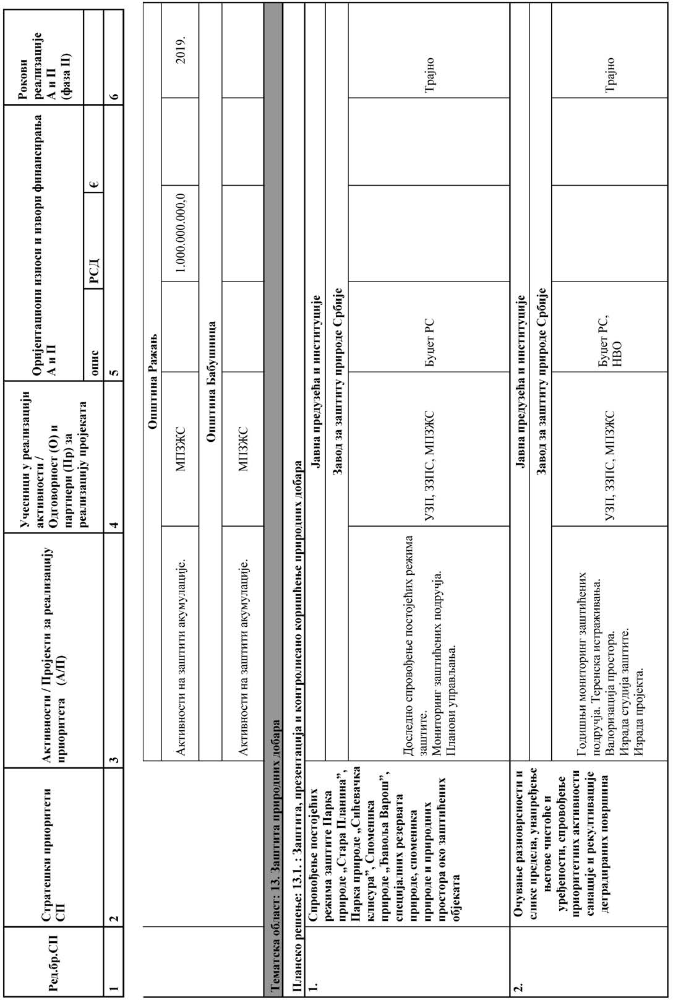 Ред.бр.СП
Стратешки приоритети
СП
Активности / Пројекти за реализацију
приоритета (А/П)
Учесници у реализацији
активности /
Одговорност (О) и
партнери (Пр) за
реализацију пројеката
Оријентациони износи и извори финансирања
А и П
опис
РСД
€
Рокови
реализације
А и П
(фаза II)
1
2
3
4
5
6
Општина Ражањ
Активности на заштити акумулације.
МПЗЖС
1.000.000.000,0
2019.
Општина Бабушница
Активности на заштити акумулације.
МПЗЖС
Тематска област: 13. Заштита природних добара
Планско решење: 13.1. : Заштита, презентација и контролисано коришћење природних добара
1.
Спровођење постојећих
режима заштите Парка
природе „Стара Планина”,
Парка природе „Сићевачка
клисура”, Споменика
природе „Ђавоља Варош”,
специјалних резервата
природе, споменика
природе и природних
простора око заштићених
објеката
Јавна предузећа и институције
Завод за заштиту природе Србије
Доследно спровођење постојећих режима
заштите.
Мониторинг заштићених подручја.
Планови управљања.
УЗП, ЗЗПС, МПЗЖС
Буџет РС
Трајно
2.
Очување разноврсности и
слике предела, унапређење
његове чистоће и
уређености, спровођење
приоритетних активности
санације и рекултивације
деградираних површина
Јавна предузећа и институције
Завод за заштиту природе Србије
Годишњи мониторинг заштићених
подручја. Теренска истраживања.
Валоризација простора.
Израда студија заштите.
Израда пројекта.
УЗП, ЗЗПС, МПЗЖС
Буџет РС,
НВО
Трајно